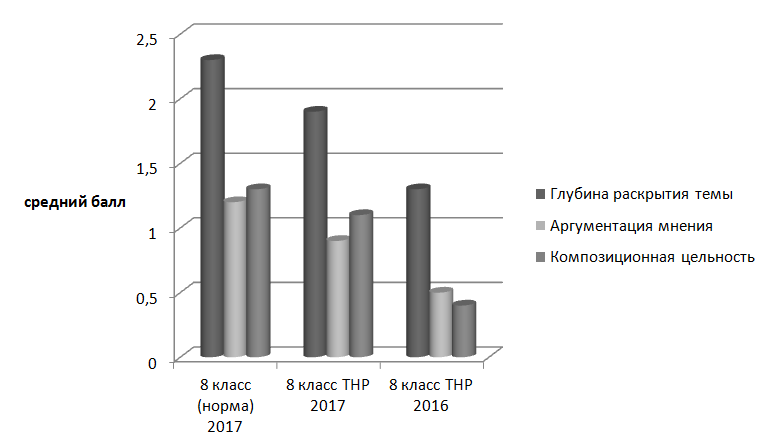 2,5
2
1,5
1
0,5
0
средний балл
8 класс
(норма)
2017
8 класс ТНР
2017
8 класс ТНР
2016
Глубина раскрытия темы
Аргументация мнения
Композиционная цельность